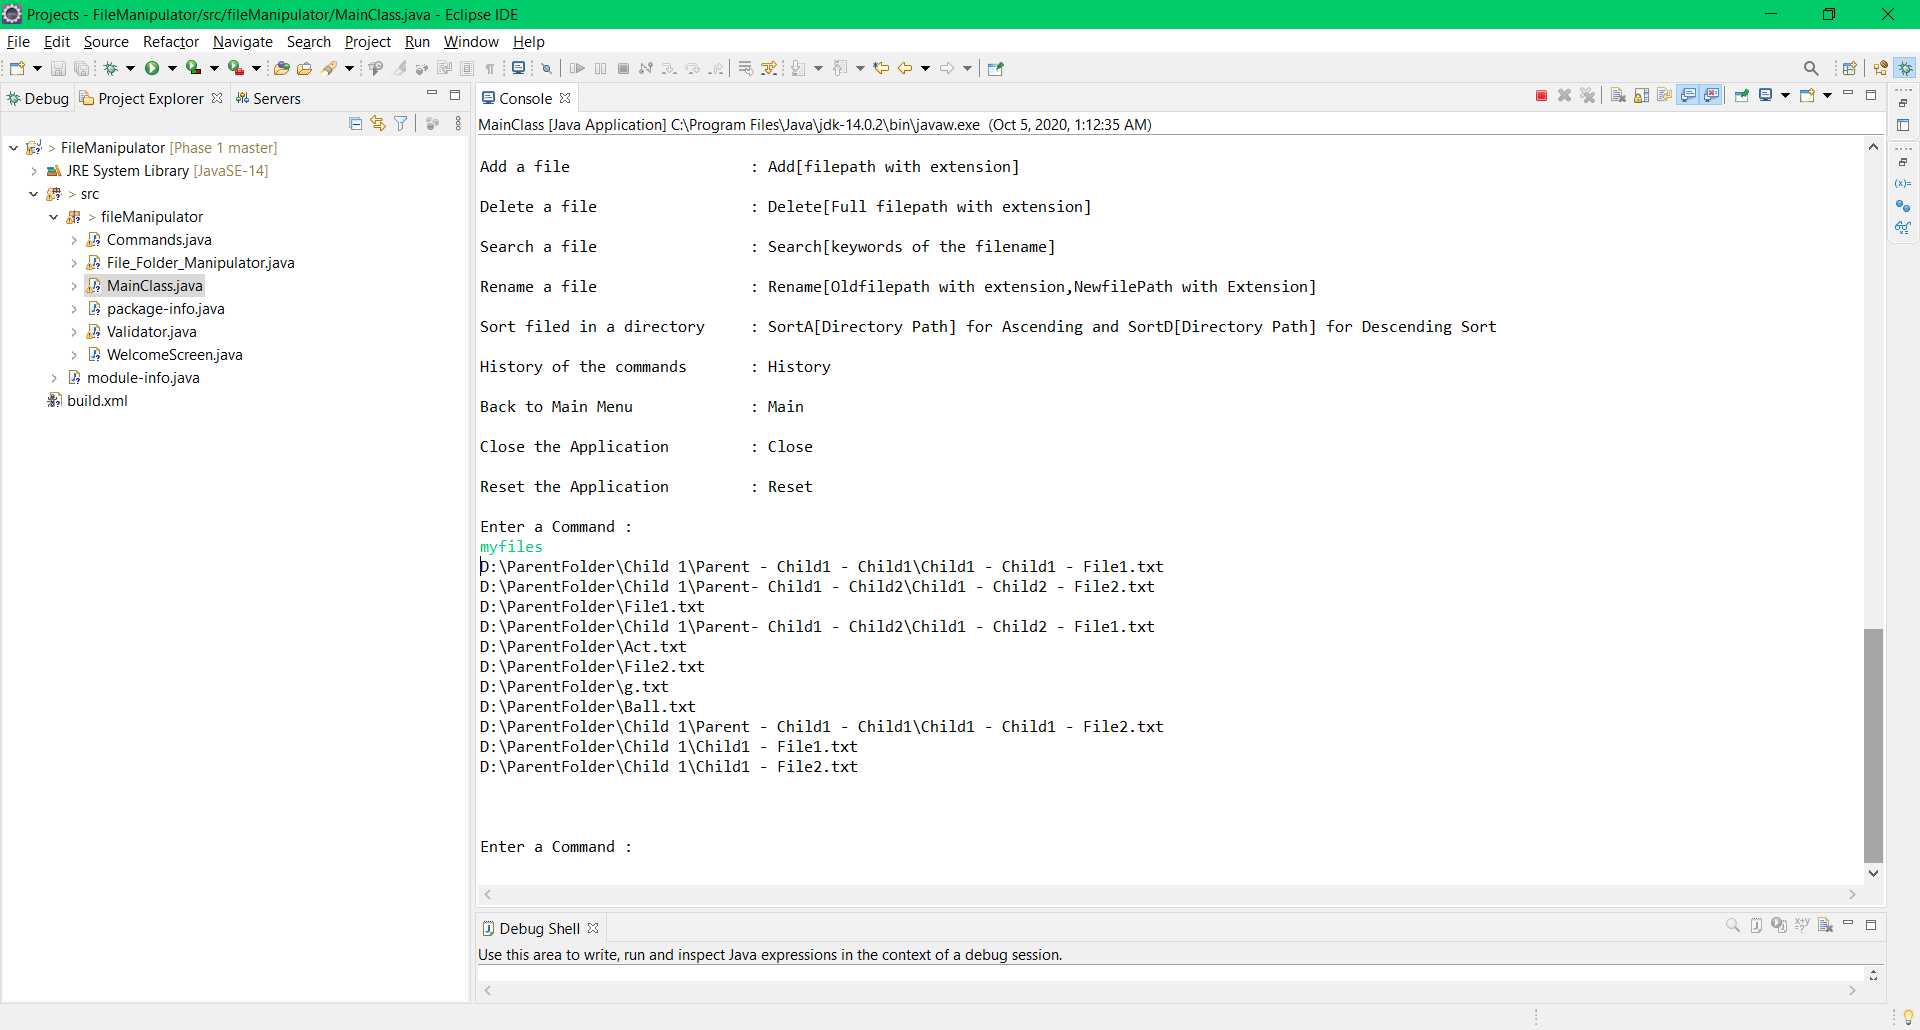 Projects - FileManipulator/src/fileManipulator/MainClass.java - Eclipse IDE
File Edit Source Refactor Navigate Search Project Run Window Help
Debug Project Explorer Servers
FileManipulator [Phase 1 master]
JRE System Library [JavaSE-14]
src
fileManipulator
Commands.java
File_Folder_Manipulator.java
MainClass.java
package-info.java
Validator.java
WelcomeScreen.java
module-info.java
build.xml
Console
MainClass [Java Application] C:\Program Files\Java\jdk-14.0.2\bin\javaw.exe (Oct 5, 2020, 1:12:35 AM)
Add a file : Add[filepath with extension]
Delete a file : Delete[Full filepath with extension]
Search a file : Search[keywords of the filename]
Rename a file : Rename[Oldfilepath with extension,NewfilePath with Extension]
Sort filed in a directory : SortA[Directory Path] for Ascending and SortD[Directory Path] for Descending Sort
History of the commands : History
Back to Main Menu : Main
Close the Application : Close
Reset the Application : Reset
Enter a Command :
myfiles
D:\ParentFolder\Child 1\Parent - Child1 - Child1\Child1 - Child1 - File1.txt
D:\ParentFolder\Child 1\Parent- Child1 - Child2\Child1 - Child2 - File2.txt
D:\ParentFolder\File1.txt
D:\ParentFolder\Child 1\Parent- Child1 - Child2\Child1 - Child2 - File1.txt
D:\ParentFolder\Act.txt
D:\ParentFolder\File2.txt
D:\ParentFolder\g.txt
D:\ParentFolder\Ball.txt
D:\ParentFolder\Child 1\Parent - Child1 - Child1\Child1 - Child1 - File2.txt
D:\ParentFolder\Child 1\Child1 - File1.txt
D:\ParentFolder\Child 1\Child1 - File2.txt
Enter a Command :
Debug Shell
Use this area to write, run and inspect Java expressions in the context of a debug session.